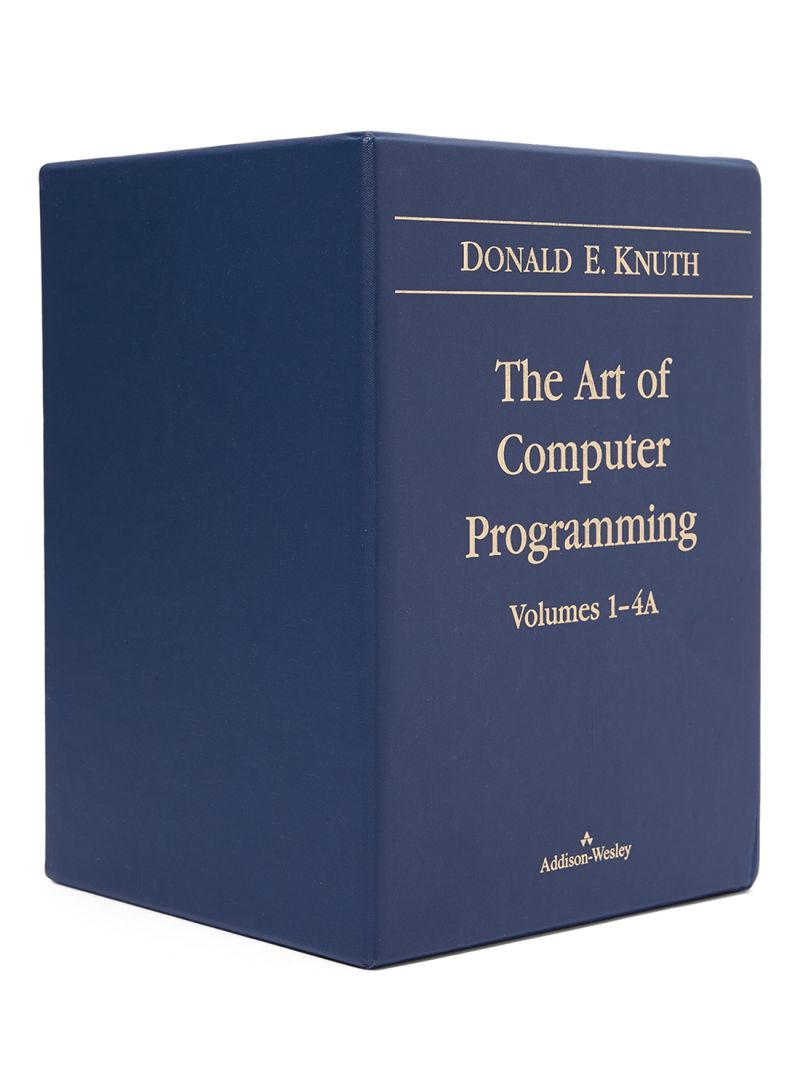 DONALD E. KNUTH
The Art of
Computer
Programming
Volumes 1–4A
Addison-Wesley